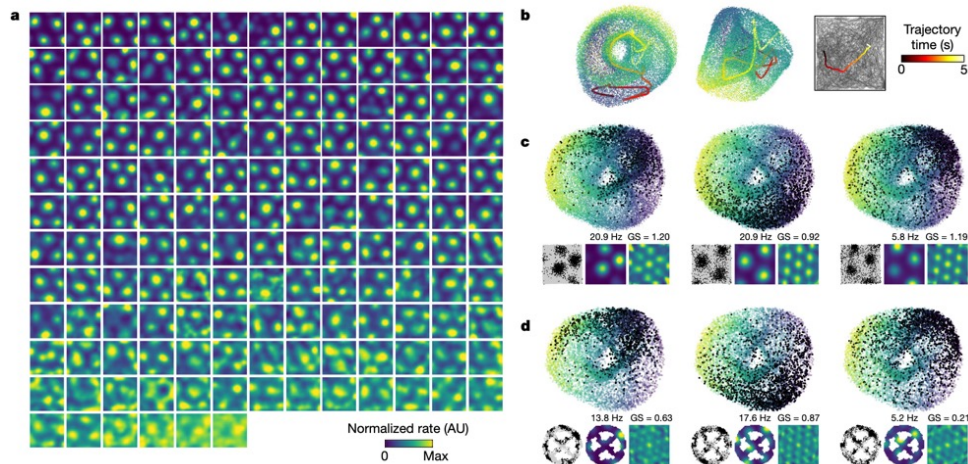 a
Normalized rate (AU)
0 Max
b
Trajectory
time (s)
0 5
c
20.9 Hz GS = 1.20
20.9 Hz GS = 0.92
5.8 Hz GS = 1.19
d
13.8 Hz GS = 0.63
17.6 Hz GS = 0.87
5.2 Hz GS = 0.21